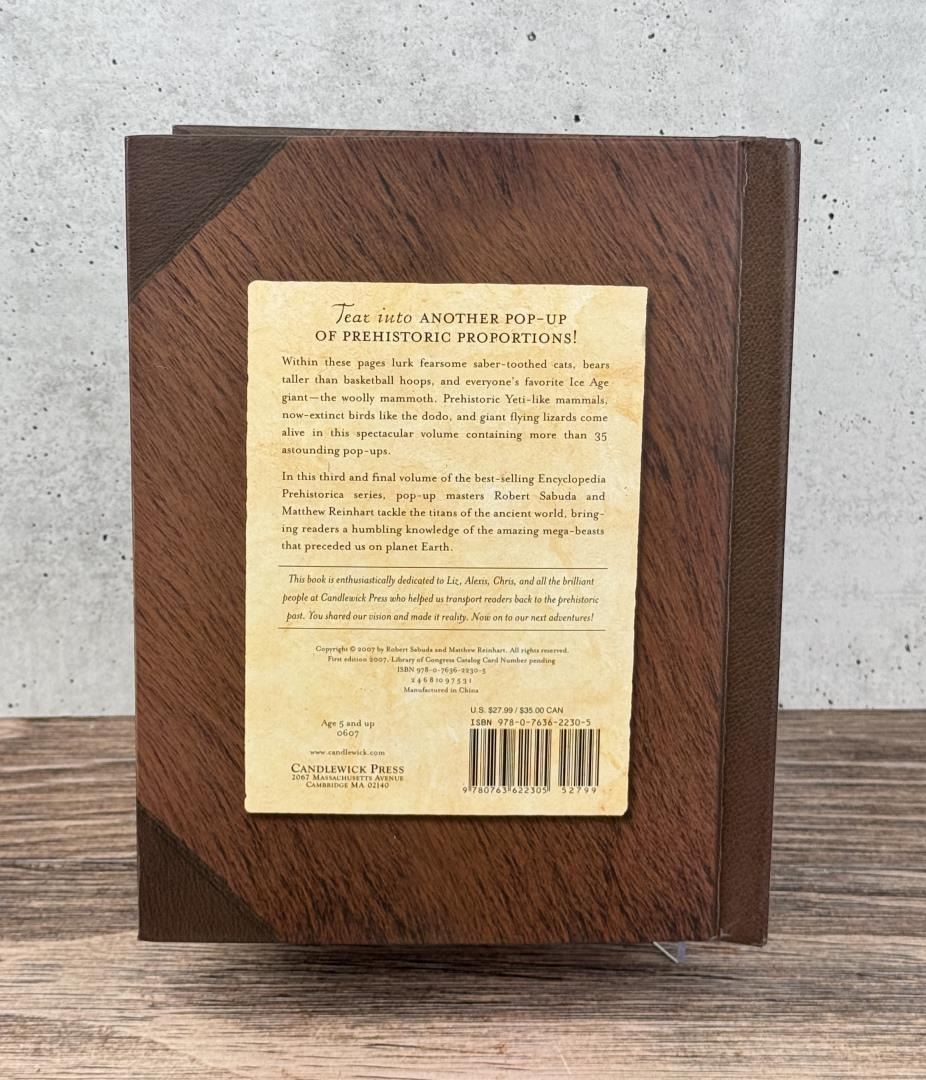 Tear into ANOTHER POP-UP
OF PREHISTORIC PROPORTIONS!
Within these pages lurk fearsome saber-toothed cats, bears
taller than basketball hoops, and everyone's favorite Ice Age
giant—the woolly mammoth. Prehistoric Yeti-like mammals,
now-extinct birds like the dodo, and giant flying lizards come
alive in this spectacular volume containing more than 35
astounding pop-ups.
In this third and final volume of the best-selling Encyclopedia
Prehistorica series, pop-up masters Robert Sabuda and
Matthew Reinhart tackle the titans of the ancient world, bring-
ing readers a humbling knowledge of the amazing mega-beasts
that preceded us on planet Earth.
This book is enthusiastically dedicated to Liz, Alexis, Chris, and all the brilliant
people at Candlewick Press who helped us transport readers back to the prehistoric
past. You shared our vision and made it reality. Now on to our next adventures!
Copyright © 2007 by Robert Sabuda and Matthew Reinhart. All rights reserved.
First edition 2007. Library of Congress Catalog Card Number pending
ISBN 978-0-7636-2230-5
2 4 6 8 10 9 7 5 3 1
Manufactured in China
Age 5 and up
0607
www.candlewick.com
CANDLEWICK PRESS
2067 MASSACHUSETTS AVENUE
CAMBRIDGE MA 02140
U.S. $27.99 / $35.00 CAN
ISBN 978-0-7636-2230-5
9 780763 622305 52799